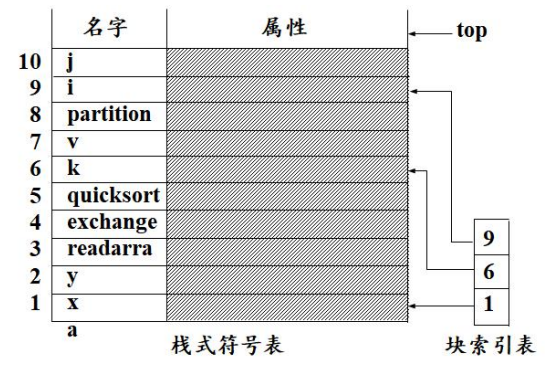 名字 属性
top
10 j
9 i
8 partition
7 v
6 k
5 quicksort
4 exchange
3 readarra
2 y
1 x
a
9
6
1
栈式符号表 块索引表